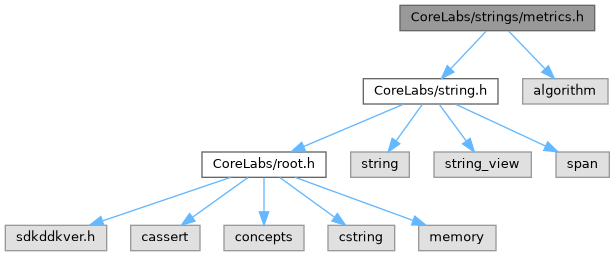 CoreLabs/strings/metrics.h
CoreLabs/string.h
algorithm
CoreLabs/root.h
string
string_view
span
sdkddkver.h
cassert
concepts
cstring
memory